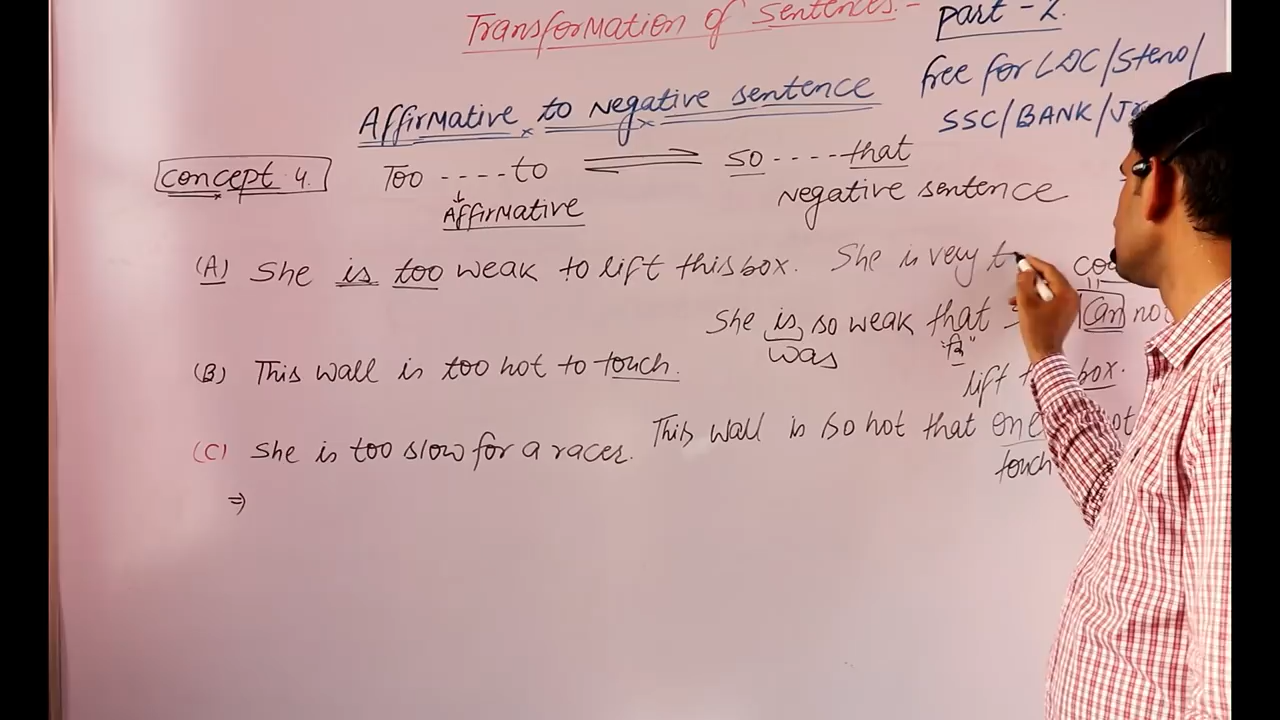 Transformation of Sentences.-
part - 2.
free for LDC/Steno/
SSC/BANK/
Affirmative to Negative sentence
concept 4.
Too ----to
so ----that
Affirmative
Negative sentence
(A) She is too weak to lift this box.
She is very
She is, so weak that
can not
was
lift
box.
(B) This wall is too hot to touch.
This wall is so hot that one
touch
(C) She is too slow for a racer.
⇒